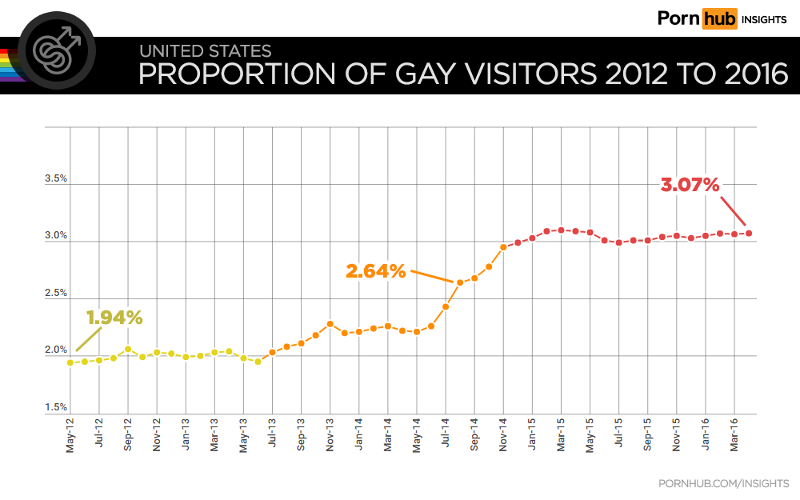 Porn hub INSIGHTS
UNITED STATES
PROPORTION OF GAY VISITORS 2012 TO 2016
3.5%
3.07%
3.0%
2.64%
2.5%
1.94%
2.0%
1.5%
May-12 Jul-12 Sep-12 Nov-12 Jan-13 Mar-13 May-13 Jul-13 Sep-13 Nov-13 Jan-14 Mar-14 May-14 Jul-14 Sep-14 Nov-14 Jan-15 Mar-15 May-15 Jul-15 Sep-15 Nov-15 Jan-16 Mar-16
PORNHUB.COM/INSIGHTS